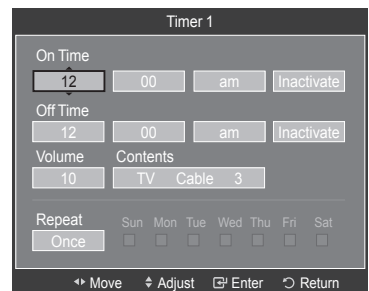 Timer 1
On Time
12 00 am Inactivate
Off Time
12 00 am Inactivate
Volume Contents
10 TV Cable 3
Repeat Sun Mon Tue Wed Thu Fri Sat
Once
Move Adjust Enter Return